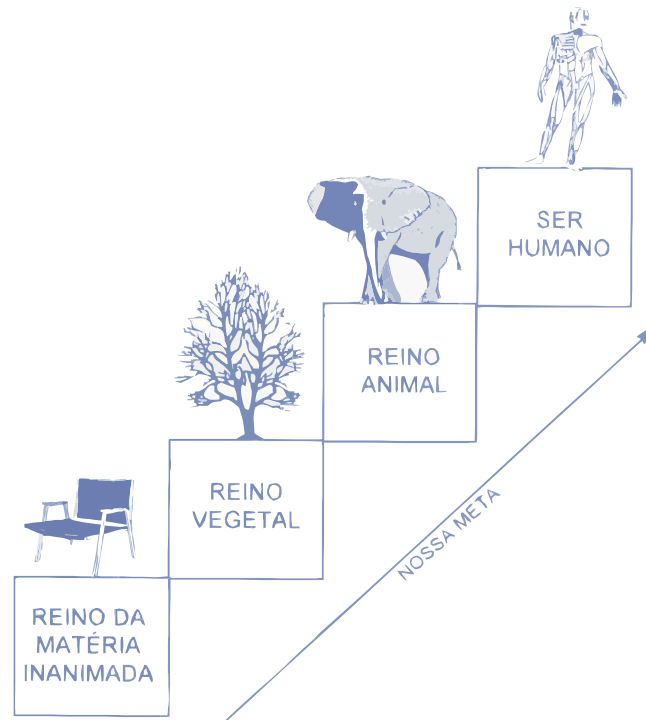 SER
HUMANO
REINO
ANIMAL
REINO
VEGETAL
NOSSA META
REINO DA
MATÉRIA
INANIMADA